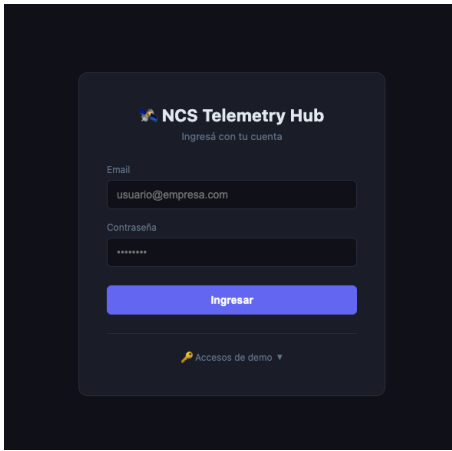 NCS Telemetry Hub
Ingresá con tu cuenta
Email
usuario@empresa.com
Contraseña
••••••••
Ingresar
Accesos de demo ▼